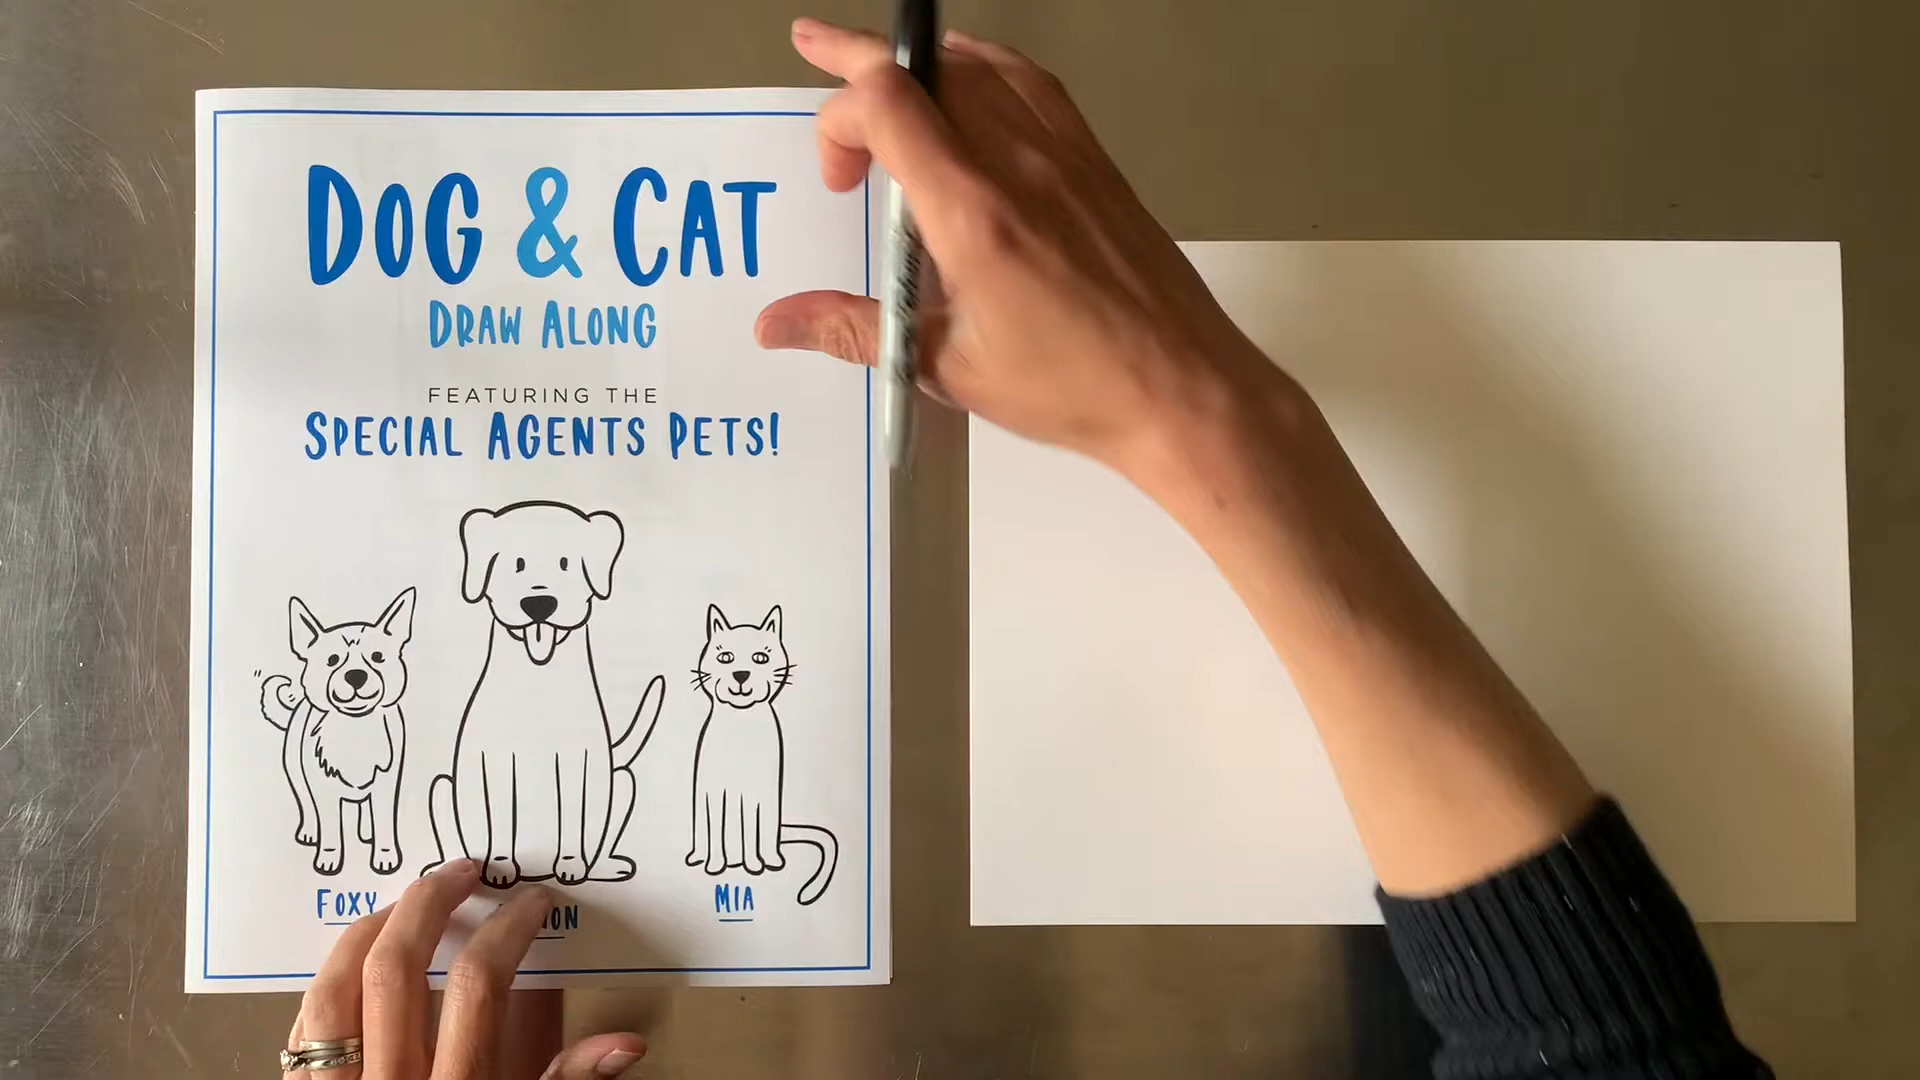 DOG & CAT
DRAW ALONG
FEATURING THE
SPECIAL AGENTS PETS!
FOXY
MIA